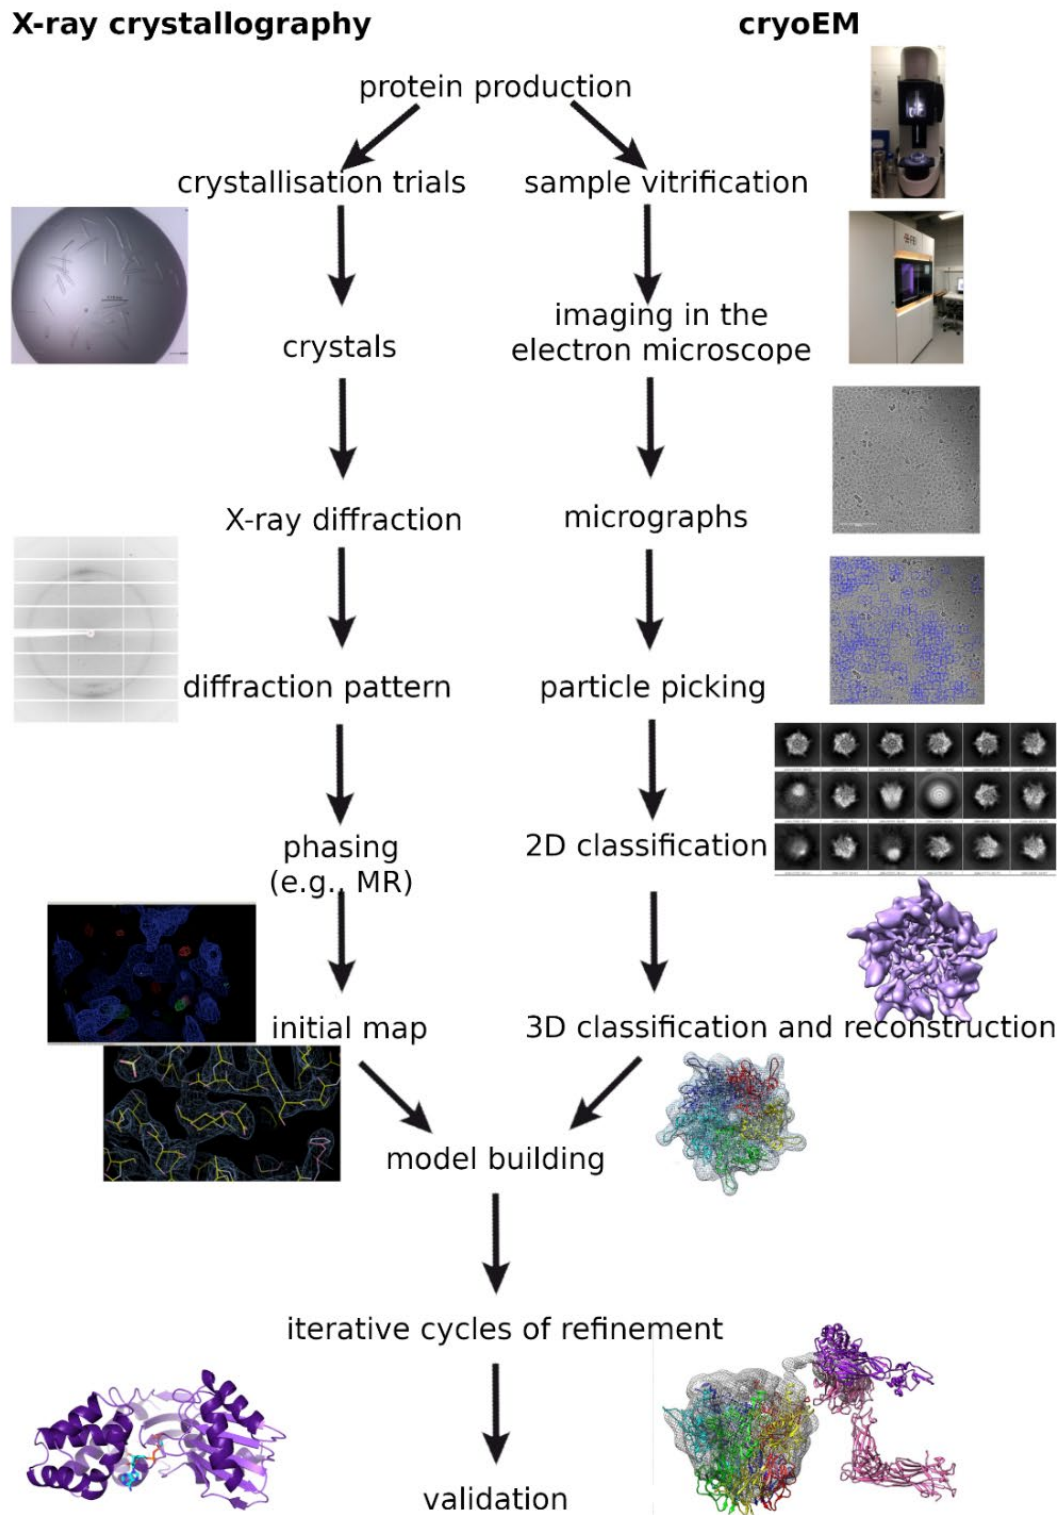 X-ray crystallography
cryoEM
protein production
crystallisation trials
sample vitrification
crystals
imaging in the
electron microscope
X-ray diffraction
micrographs
diffraction pattern
particle picking
phasing
(e.g., MR)
2D classification
initial map
3D classification and reconstruction
model building
iterative cycles of refinement
validation